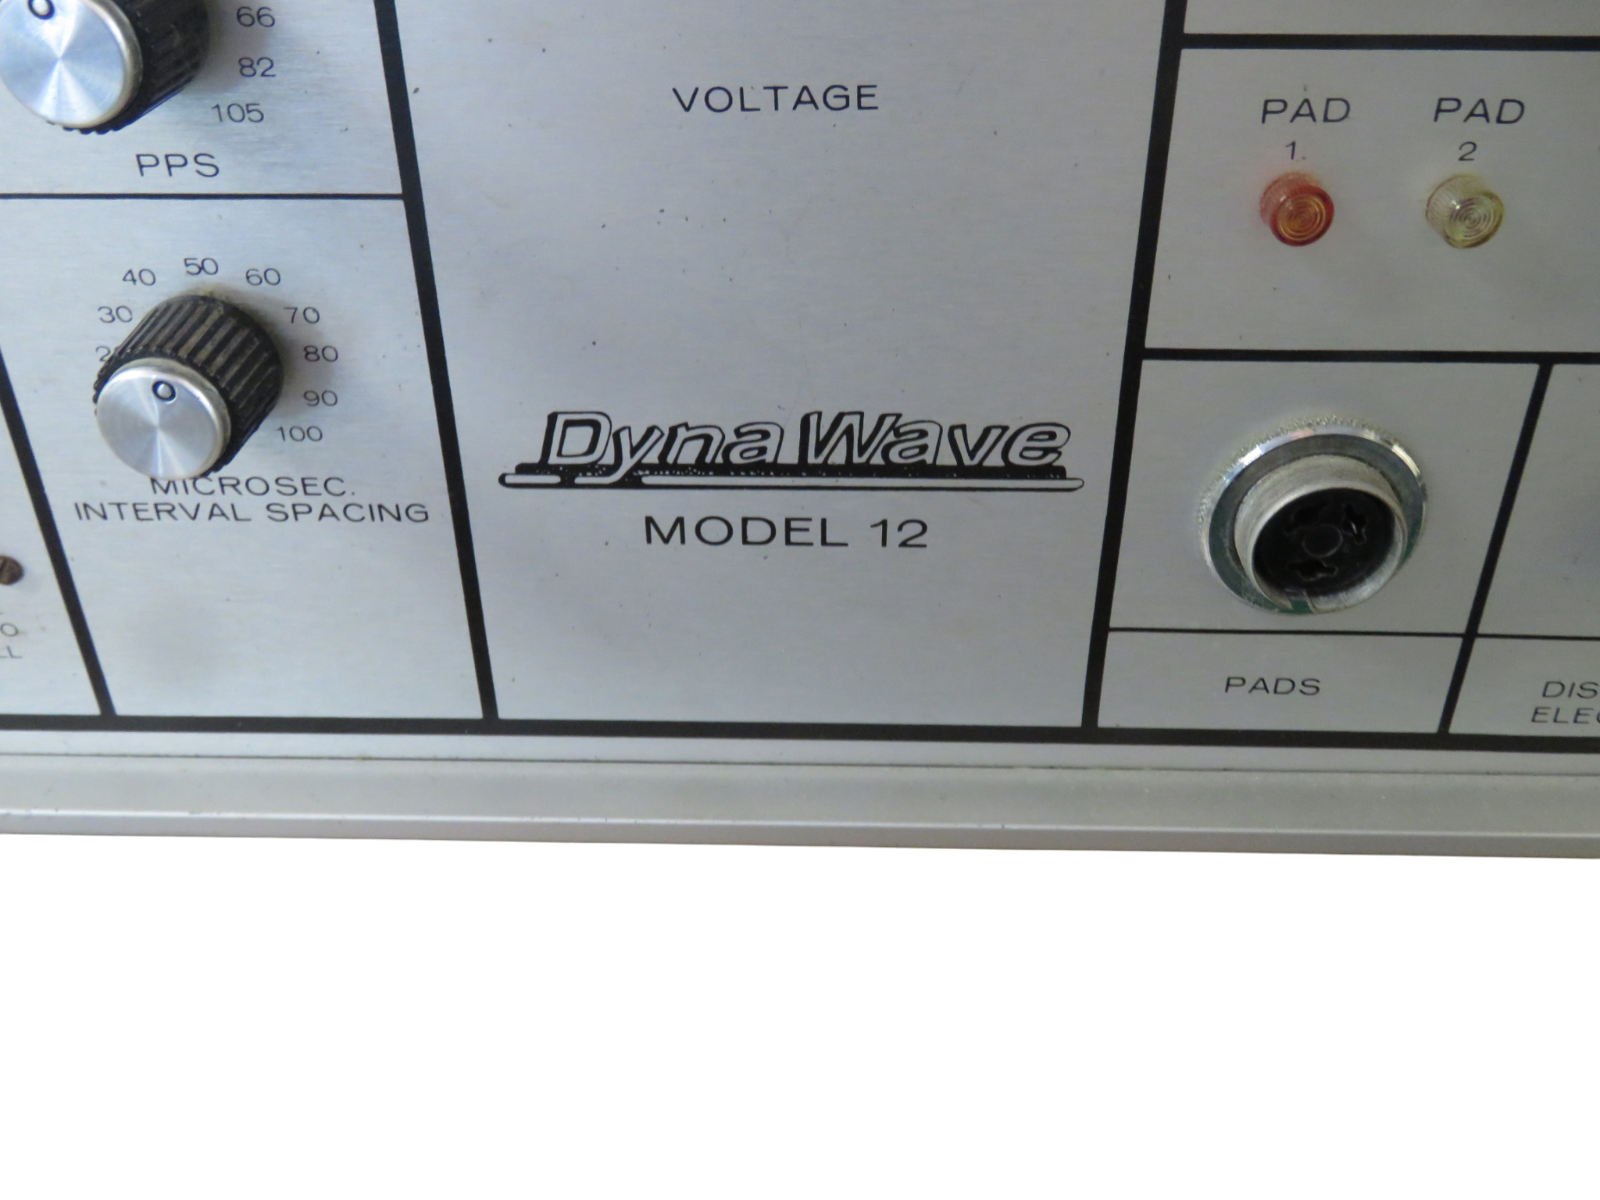 66
82
105
PPS
VOLTAGE
PAD
1
PAD
2
40 50 60
30 70
80
90
100
MICROSEC.
INTERVAL SPACING
DynaWave
MODEL 12
PADS